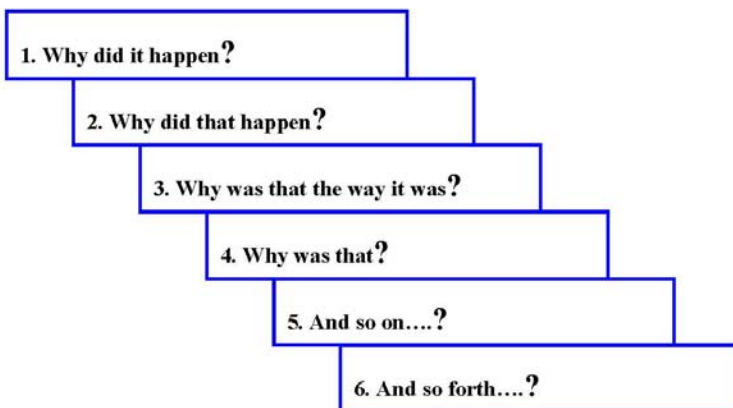 1. Why did it happen?
2. Why did that happen?
3. Why was that the way it was?
4. Why was that?
5. And so on....?
6. And so forth....?